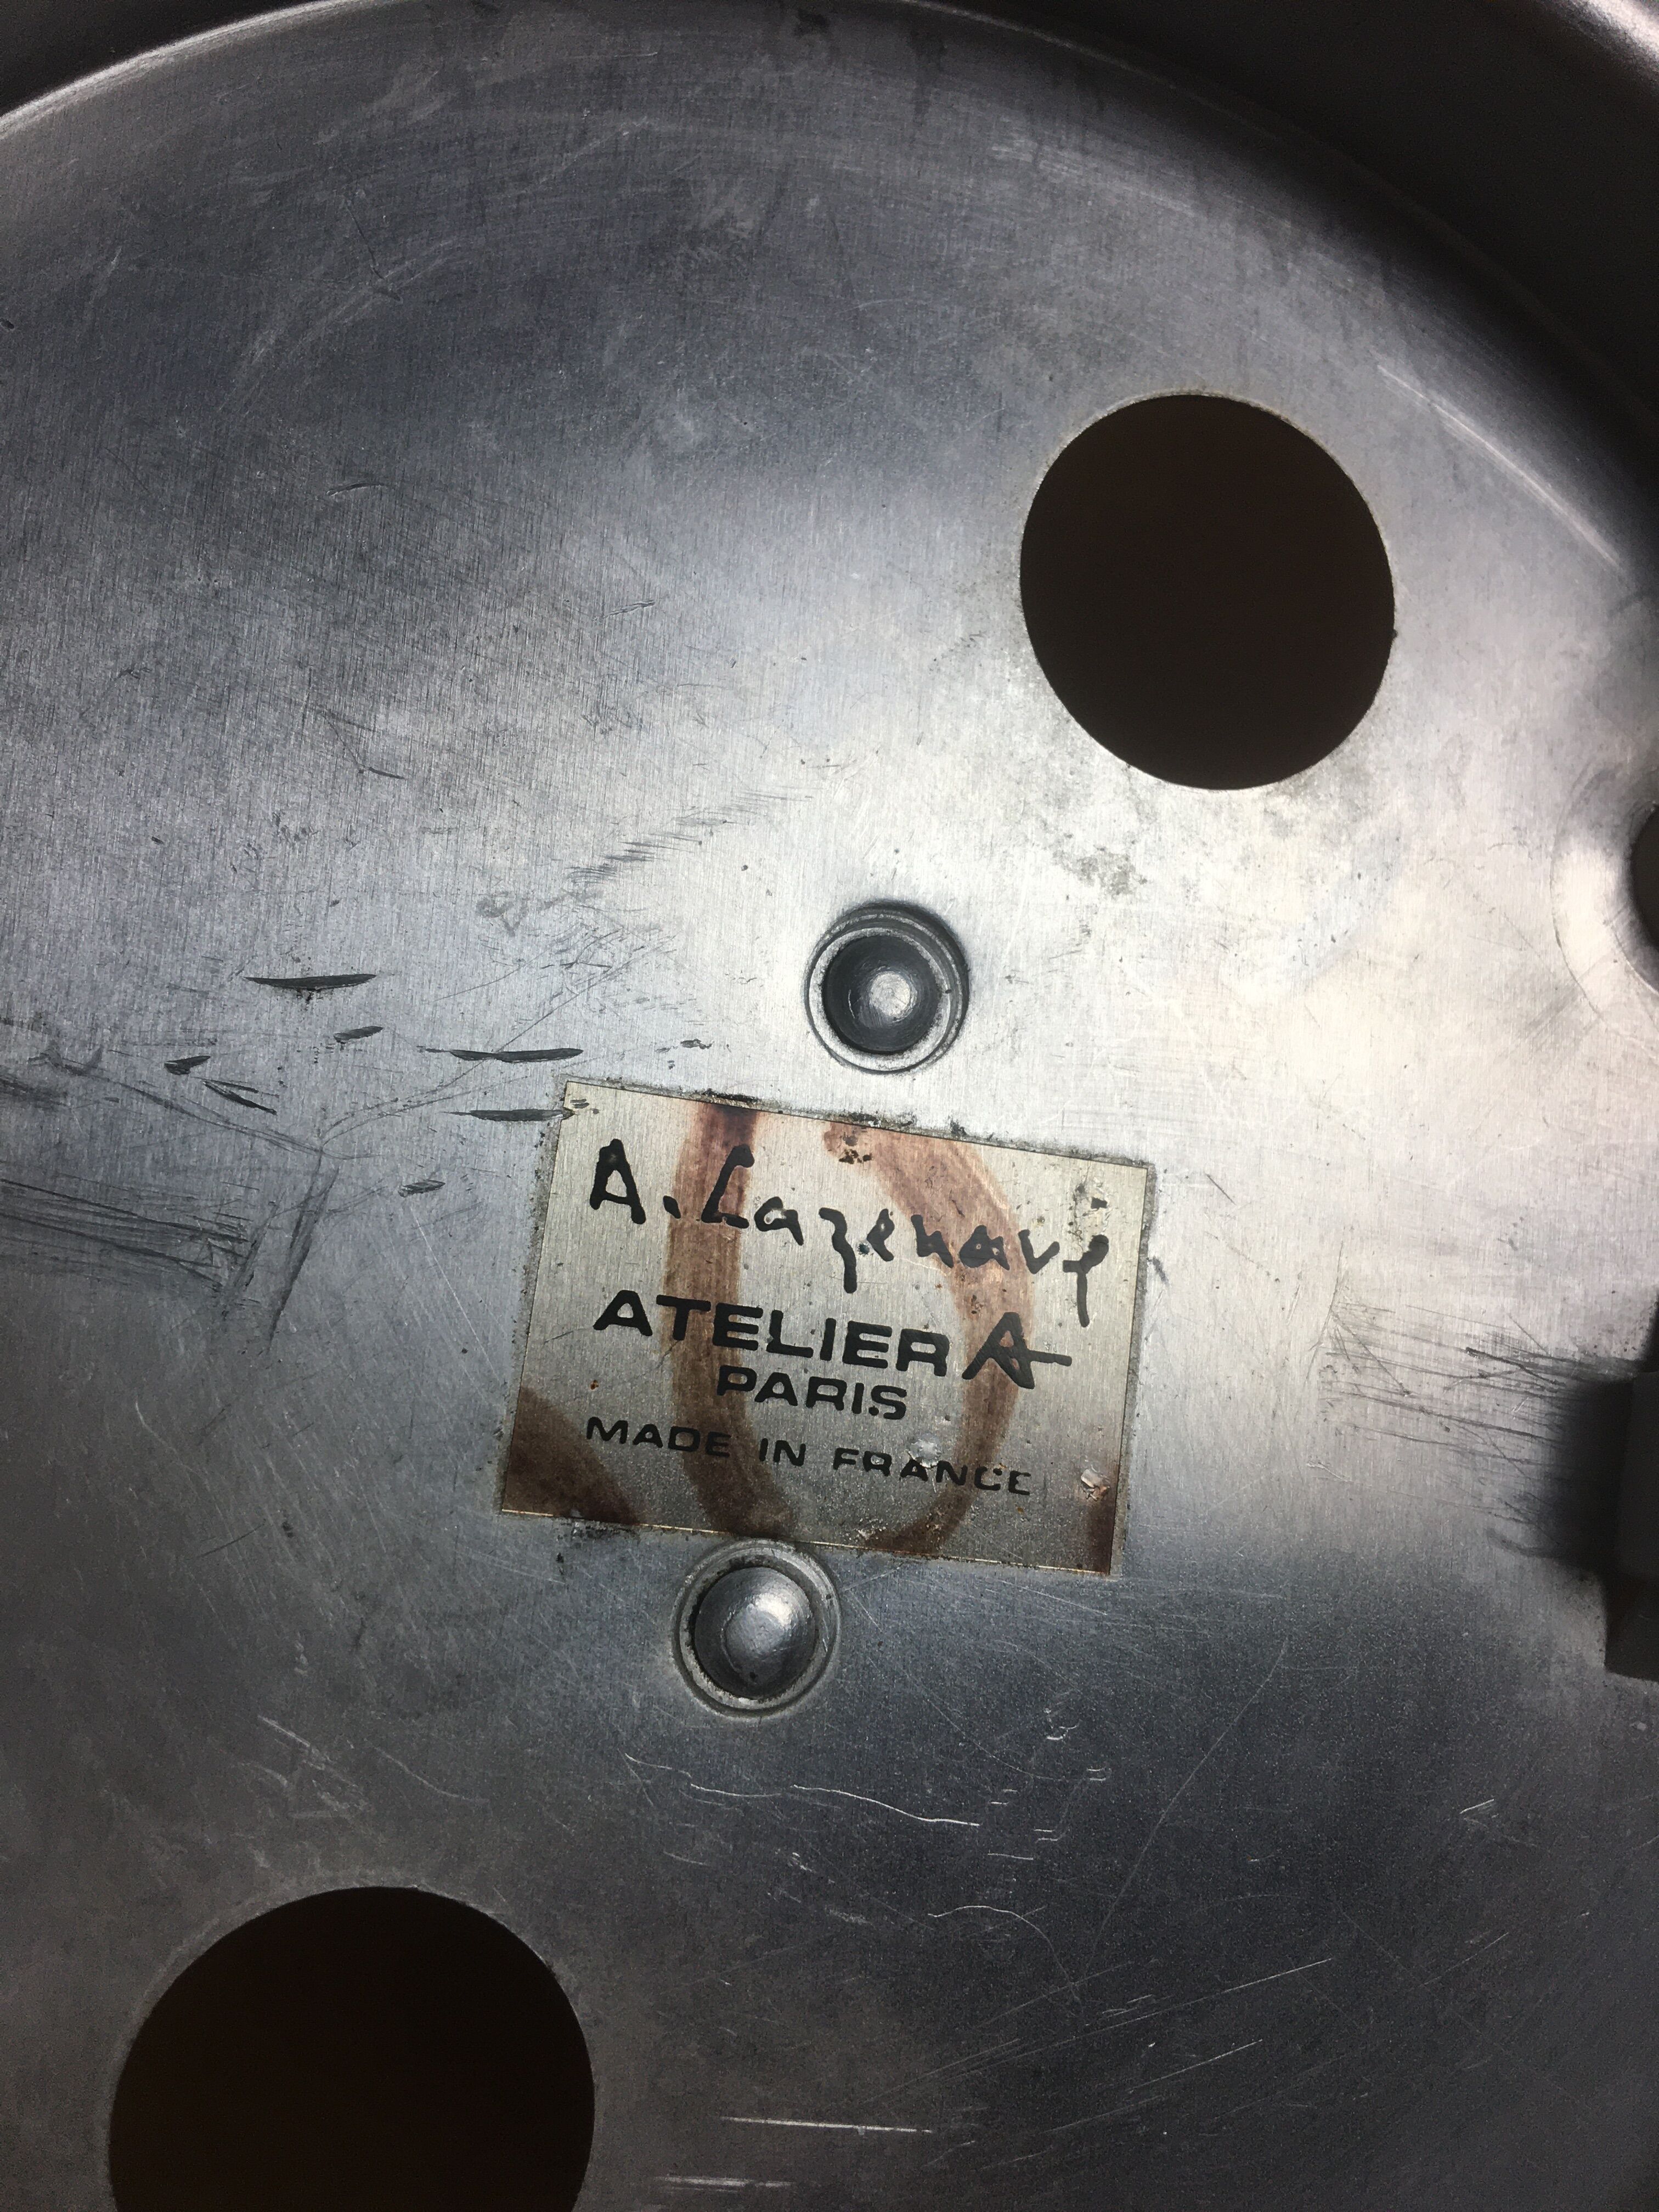 A. Cazenave
ATELIER A
PARIS
MADE IN FRANCE